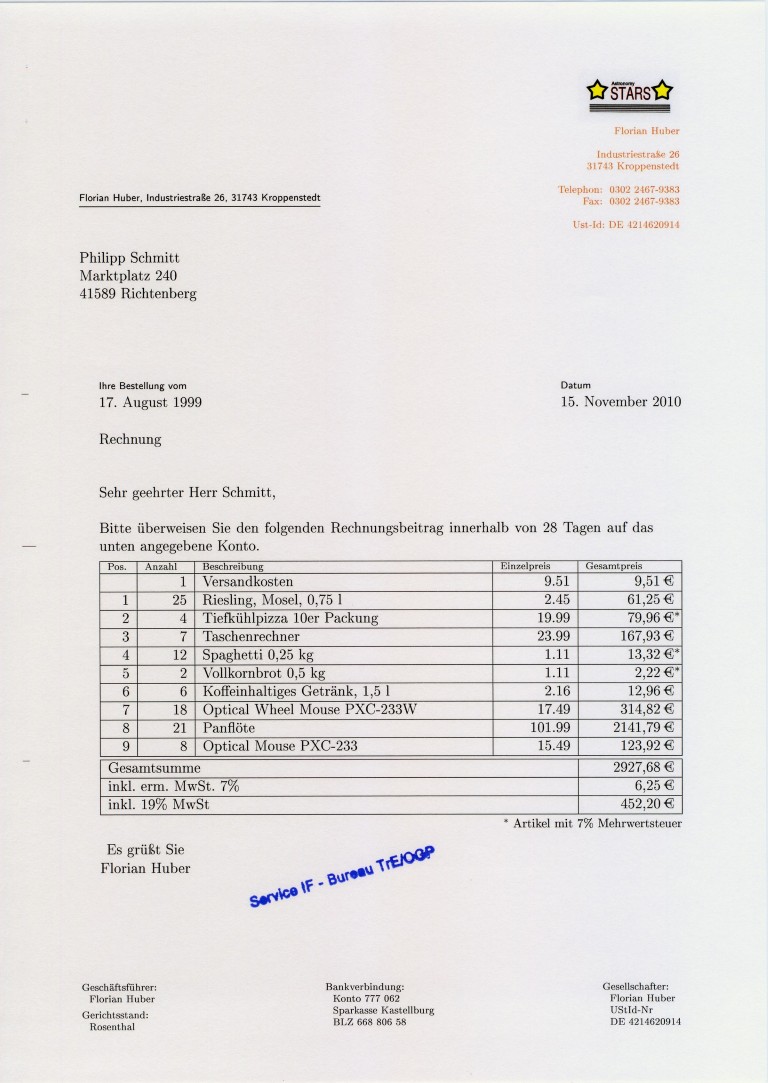 Astronomy
STARS
Florian Huber
Industriestraße 26
31743 Kroppenstedt
Telephon: 0302 2467-9383
Fax: 0302 2467-9383
Ust-Id: DE 4214620914
Florian Huber, Industriestraße 26, 31743 Kroppenstedt
Philipp Schmitt
Marktplatz 240
41589 Richtenberg
Ihre Bestellung vom Datum
17. August 1999 15. November 2010
Rechnung
Sehr geehrter Herr Schmitt,
Bitte überweisen Sie den folgenden Rechnungsbeitrag innerhalb von 28 Tagen auf das
unten angegebene Konto.
Pos. Anzahl Beschreibung Einzelpreis Gesamtpreis
1 Versandkosten 9.51 9,51 €
1 25 Riesling, Mosel, 0,75 l 2.45 61,25 €
2 4 Tiefkühlpizza 10er Packung 19.99 79,96 €*
3 7 Taschenrechner 23.99 167,93 €
4 12 Spaghetti 0,25 kg 1.11 13,32 €*
5 2 Vollkornbrot 0,5 kg 1.11 2,22 €*
6 6 Koffeinhaltiges Getränk, 1,5 l 2.16 12,96 €
7 18 Optical Wheel Mouse PXC-233W 17.49 314,82 €
8 21 Panflöte 101.99 2141,79 €
9 8 Optical Mouse PXC-233 15.49 123,92 €
Gesamtsumme 2927,68 €
inkl. erm. MwSt. 7% 6,25 €
inkl. 19% MwSt 452,20 €
* Artikel mit 7% Mehrwertsteuer
Es grüßt Sie
Florian Huber
Service IF - Bureau TrE/OGP
Geschäftsführer: Bankverbindung: Gesellschafter:
Florian Huber Konto 777 062 Florian Huber
Gerichtsstand: Sparkasse Kastellburg UStId-Nr
Rosenthal BLZ 668 806 58 DE 4214620914